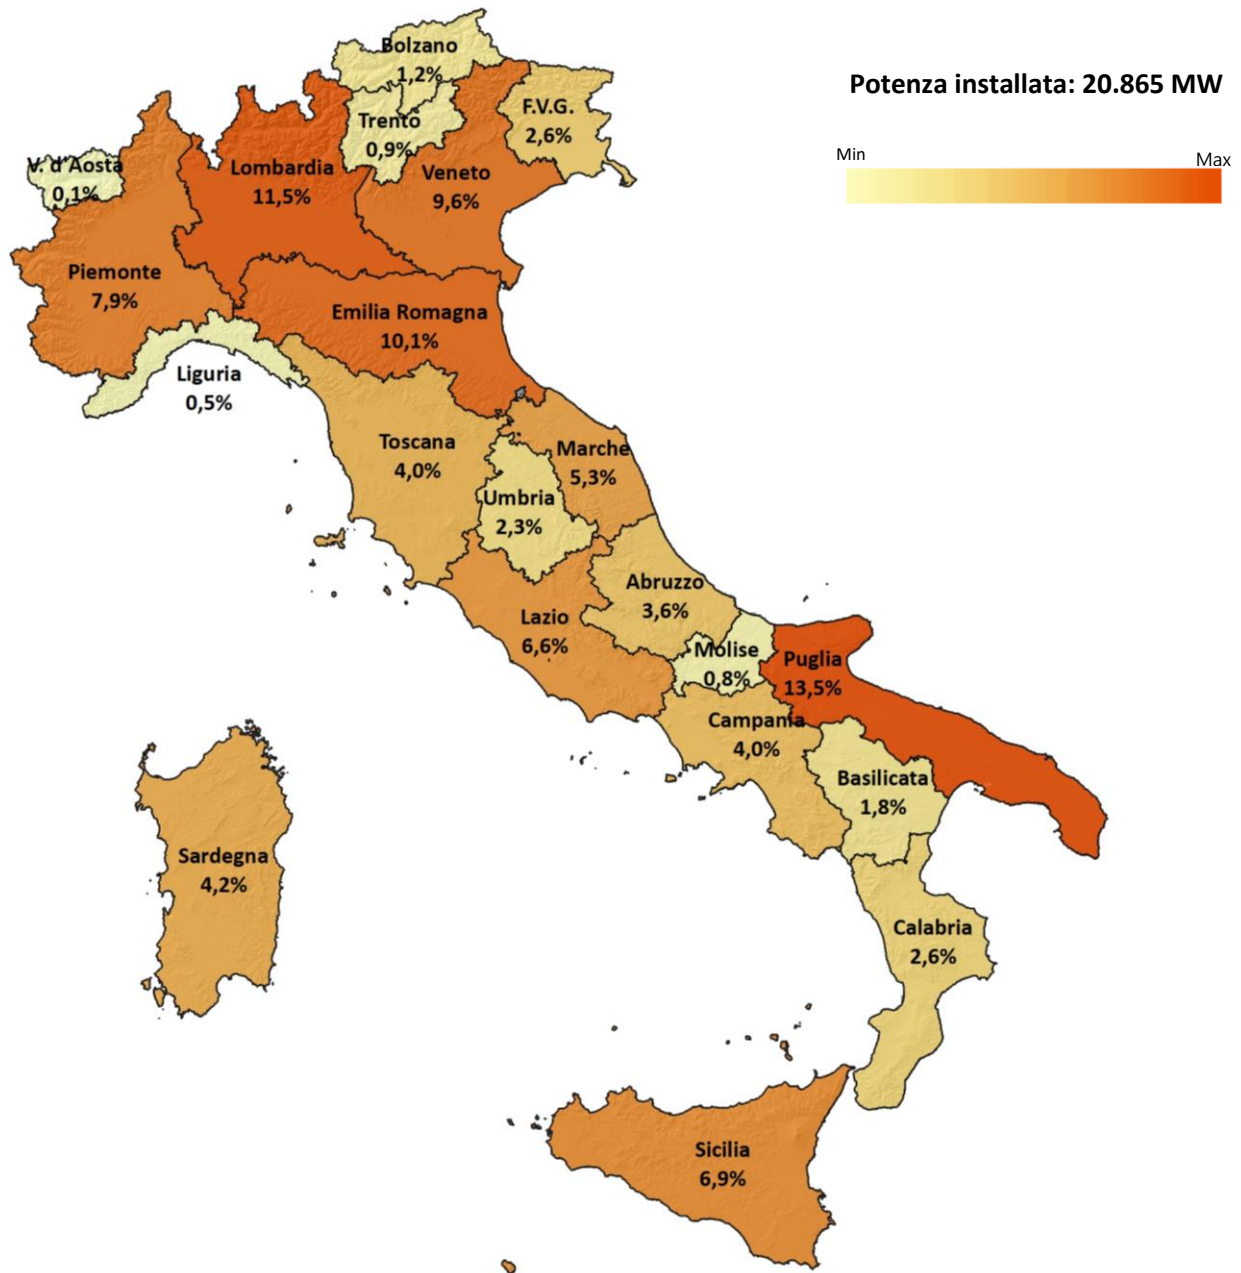 Bolzano
1,2%
Potenza installata: 20.865 MW
Min
Max
F.V.G.
2,6%
Trento
0,9%
V. d'Aosta
0,1%
Lombardia
11,5%
Veneto
9,6%
Piemonte
7,9%
Emilia Romagna
10,1%
Liguria
0,5%
Toscana
4,0%
Marche
5,3%
Umbria
2,3%
Abruzzo
3,6%
Lazio
6,6%
Molise
0,8%
Puglia
13,5%
Campania
4,0%
Basilicata
1,8%
Sardegna
4,2%
Calabria
2,6%
Sicilia
6,9%